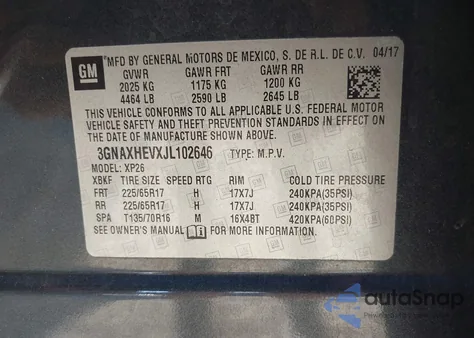 GM
MFD BY GENERAL MOTORS DE MEXICO, S. DE R.L. DE C.V. 04/17
GVWR GAWR FRT GAWR RR
2025 KG 1175 KG 1200 KG
4464 LB 2590 LB 2645 LB
THIS VEHICLE CONFORMS TO ALL APPLICABLE U.S. FEDERAL MOTOR
VEHICLE SAFETY AND THEFT PREVENTION STANDARDS IN EFFECT ON
THE DATE OF MANUFACTURE SHOWN ABOVE.
3GNAXHEVXJL102646 TYPE: M.P.V.
MODEL: XP26
XBKF TIRE SIZE SPEED RTG RIM COLD TIRE PRESSURE
FRT 225/65R17 H 17X7J 240KPA(35PSI)
RR 225/65R17 H 17X7J 240KPA(35PSI)
SPA T135/70R16 M 16X4BT 420KPA(60PSI)
SEE OWNER'S MANUAL FOR MORE INFORMATION.
autoSnap